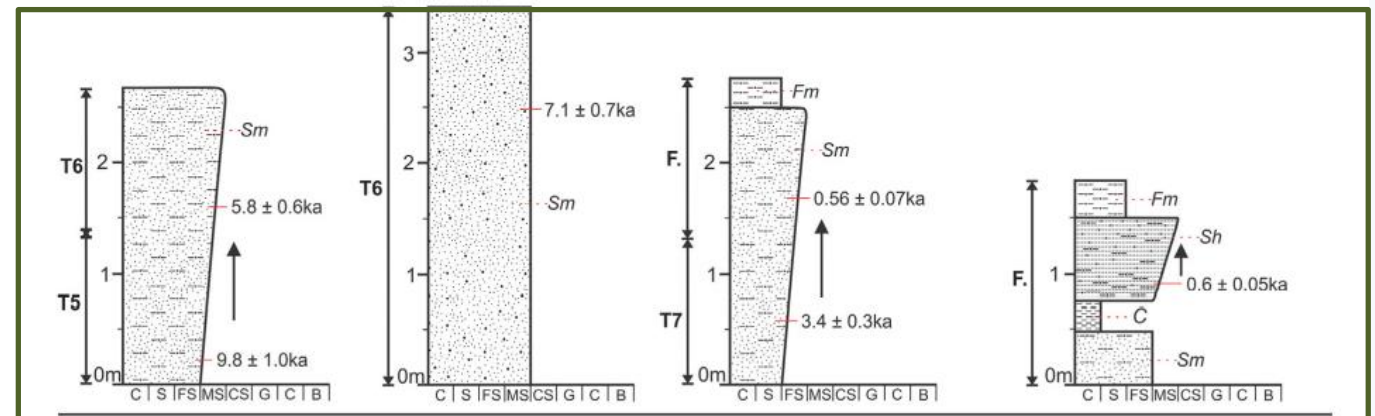 T6
T5
2
1
0m
Sm
5.8 ± 0.6ka
9.8 ± 1.0ka
C S FS MS CS G C B
T6
3
2
1
0m
7.1 ± 0.7ka
Sm
C S FS MS CS G C B
F.
T7
2
1
0m
Fm
Sm
0.56 ± 0.07ka
3.4 ± 0.3ka
C S FS MS CS G C B
F.
1
0m
Fm
Sh
0.6 ± 0.05ka
C
Sm
C S FS MS CS G C B